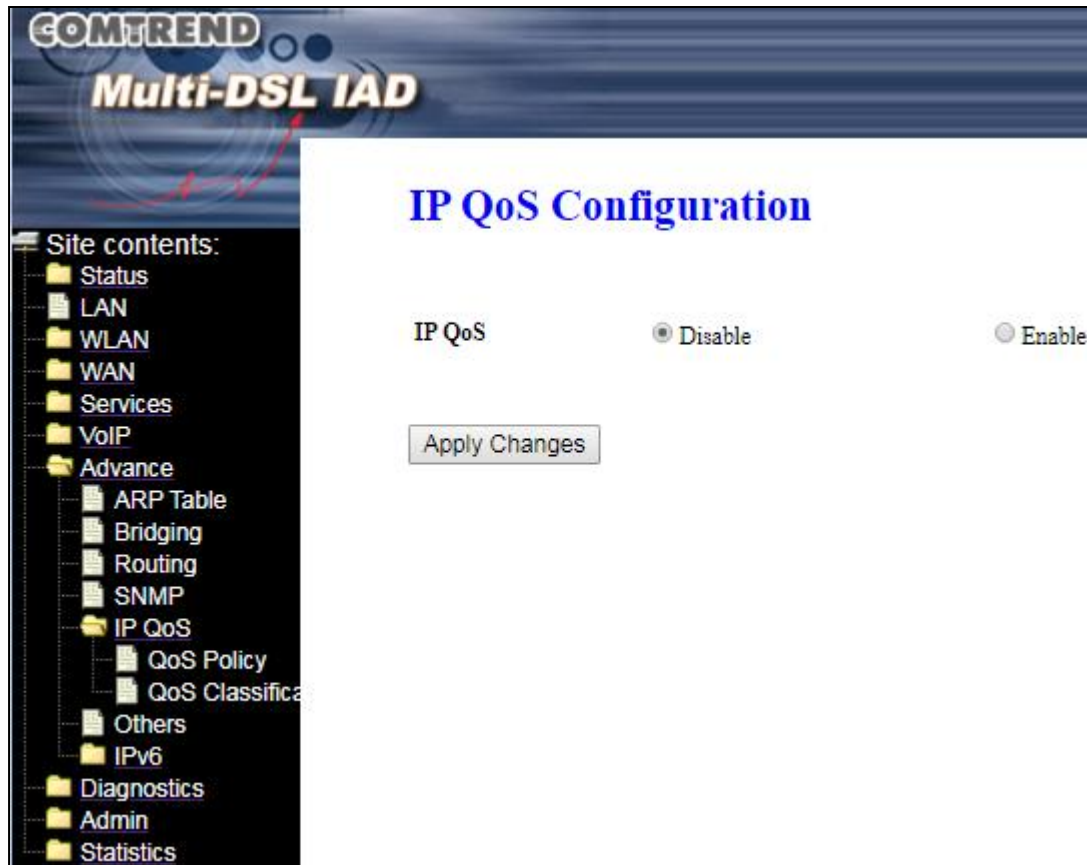 COMTREND
Multi-DSL IAD
Site contents:
Status
LAN
WLAN
WAN
Services
VoIP
Advance
ARP Table
Bridging
Routing
SNMP
IP QoS
QoS Policy
QoS Classifica
Others
IPv6
Diagnostics
Admin
Statistics
IP QoS Configuration
IP QoS Disable Enable
Apply Changes